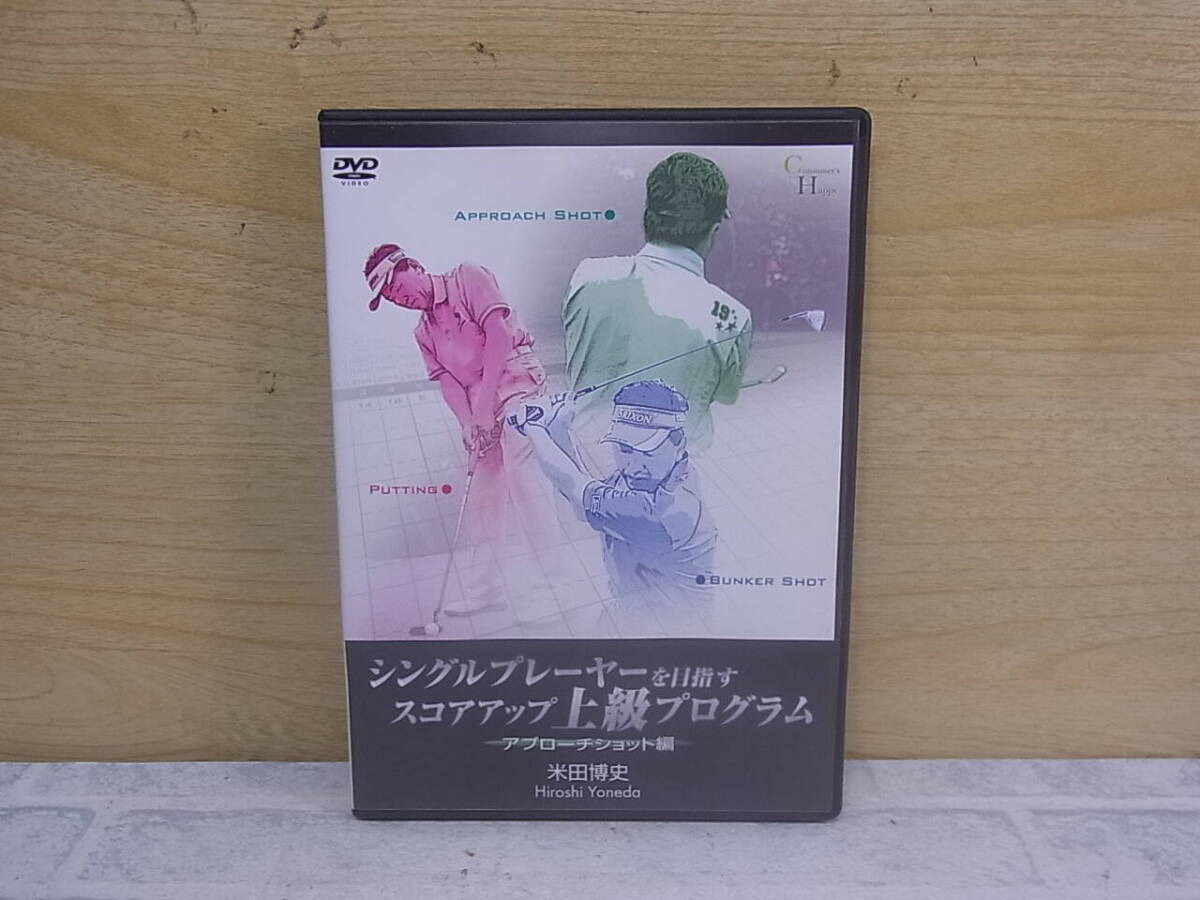 DVD
VIDEO
Consumer's
Happe
APPROACH SHOT
19
SRIXON
PUTTING
BUNKER SHOT
シングルプレーヤーを目指す
スコアアップ上級プログラム
アプローチショット編
米田博史
Hiroshi Yoneda